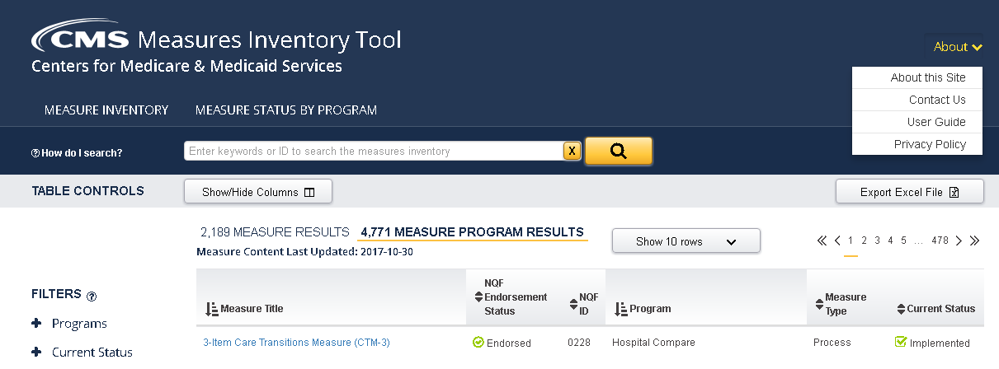 CMS Measures Inventory Tool
Centers for Medicare & Medicaid Services
About
About this Site
Contact Us
User Guide
Privacy Policy
MEASURE INVENTORY MEASURE STATUS BY PROGRAM
? How do I search? Enter keywords or ID to search the measures inventory X
TABLE CONTROLS Show/Hide Columns Export Excel File
2,189 MEASURE RESULTS 4,771 MEASURE PROGRAM RESULTS Show 10 rows 1 2 3 4 5 ... 478
Measure Content Last Updated: 2017-10-30
FILTERS ?
Programs
Current Status
Measure Title NQF Endorsement Status NQF ID Program Measure Type Current Status
3-Item Care Transitions Measure (CTM-3) Endorsed 0228 Hospital Compare Process Implemented